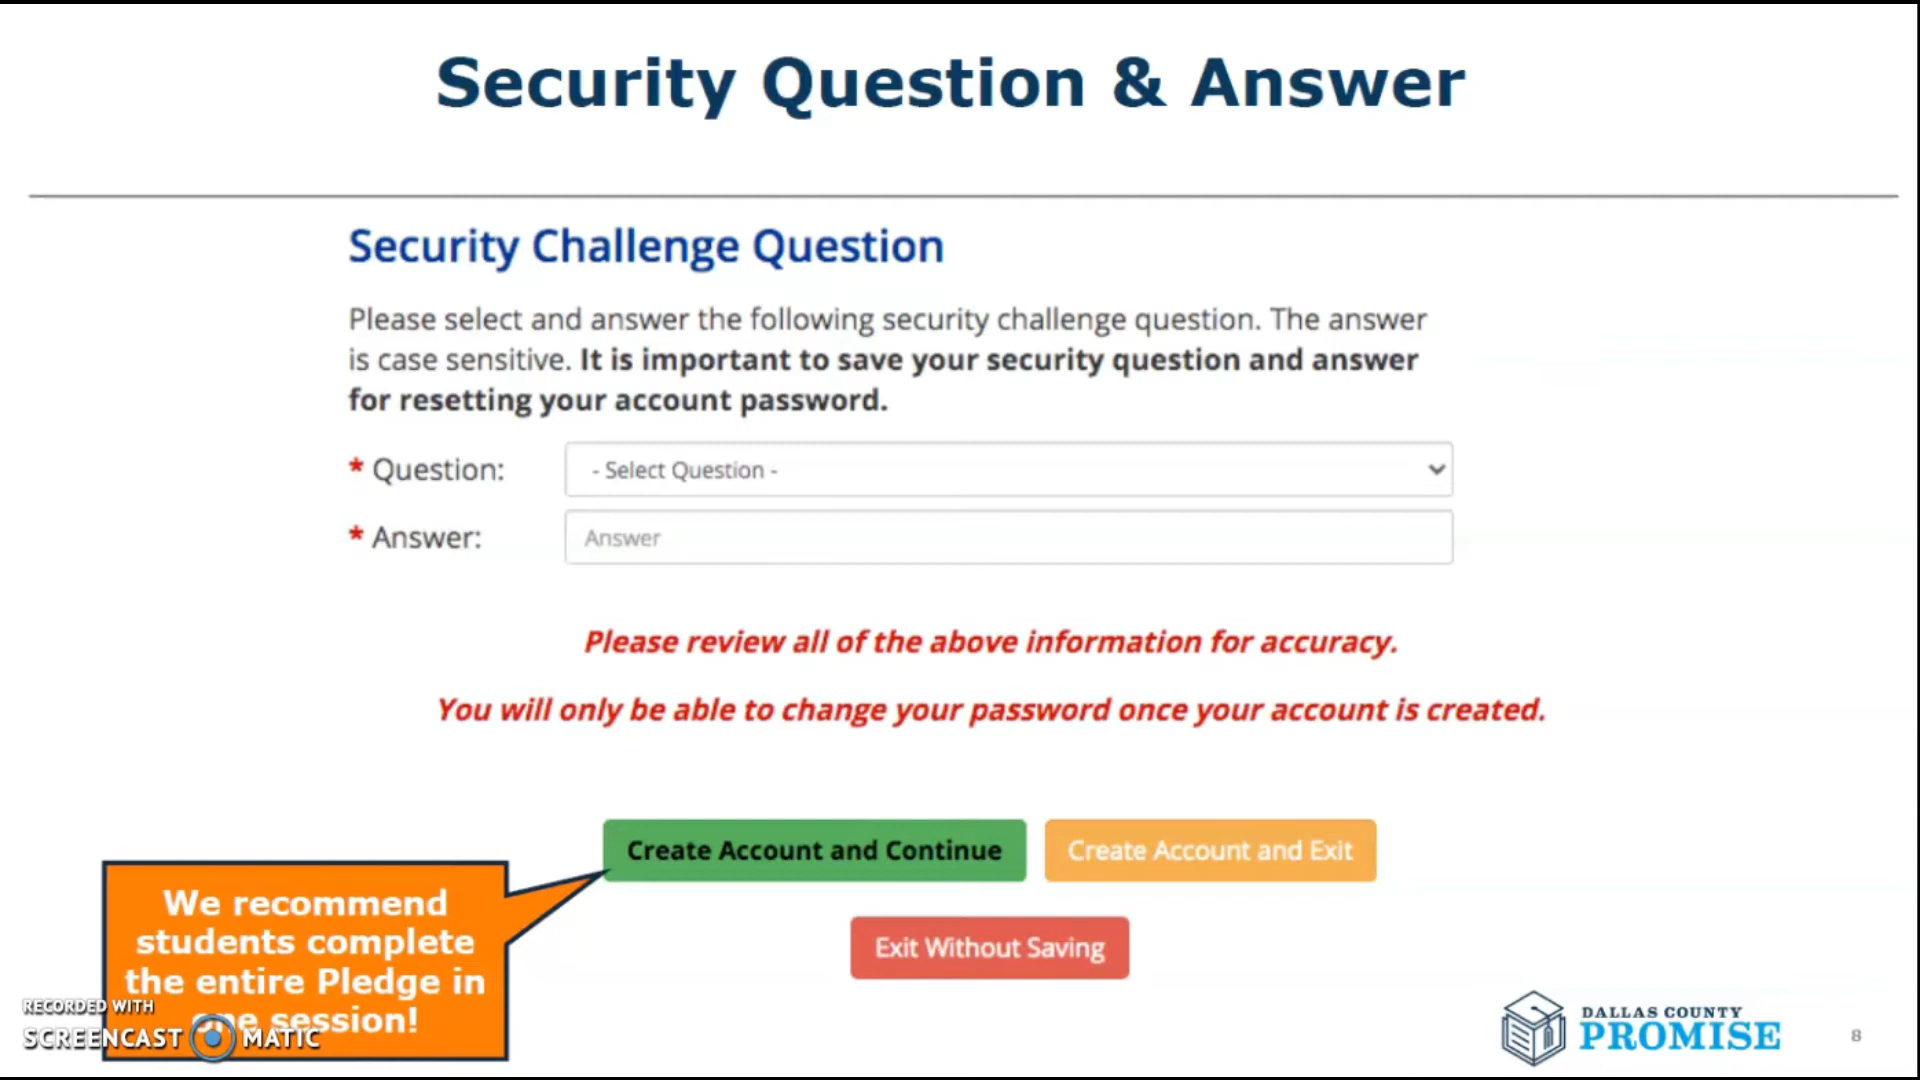 Security Question & Answer
Security Challenge Question
Please select and answer the following security challenge question. The answer
is case sensitive. It is important to save your security question and answer
for resetting your account password.
* Question:
- Select Question -
* Answer:
Answer
Please review all of the above information for accuracy.
You will only be able to change your password once your account is created.
Create Account and Continue
Create Account and Exit
Exit Without Saving
We recommend
students complete
the entire Pledge in
one session!
RECORDED WITH
SCREENCAST MATIC
DALLAS COUNTY
PROMISE
8